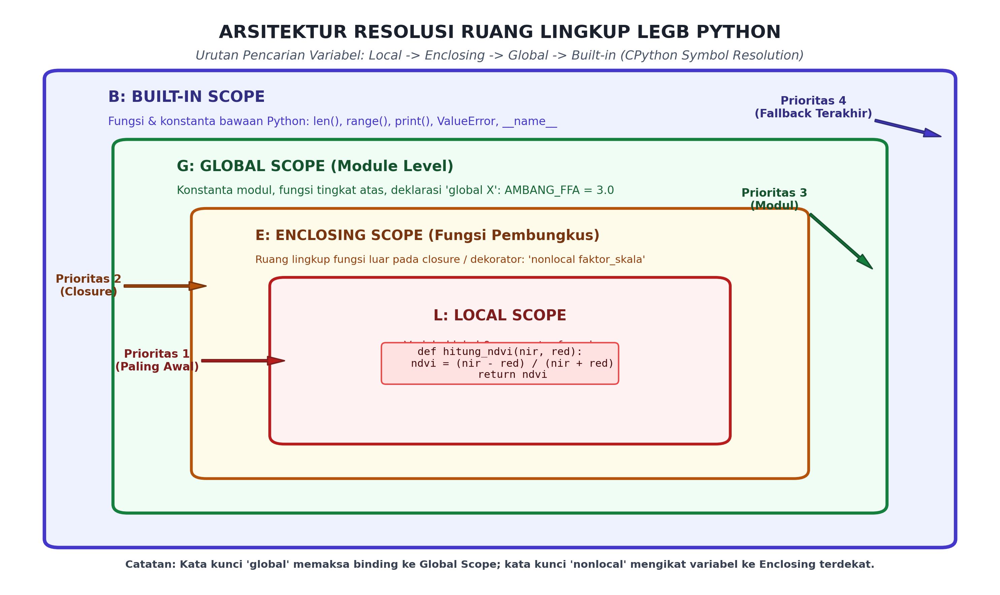 ARSITEKTUR RESOLUSI RUANG LINGKUP LEGB PYTHON
Urutan Pencarian Variabel: Local -> Enclosing -> Global -> Built-in (CPython Symbol Resolution)
B: BUILT-IN SCOPE
Fungsi & konstanta bawaan Python: len(), range(), print(), ValueError, __name__
Prioritas 4
(Fallback Terakhir)
G: GLOBAL SCOPE (Module Level)
Konstanta modul, fungsi tingkat atas, deklarasi 'global X': AMBANG_FFA = 3.0
Prioritas 3
(Modul)
E: ENCLOSING SCOPE (Fungsi Pembungkus)
Ruang lingkup fungsi luar pada closure / dekorator: 'nonlocal faktor_skala'
Prioritas 2
(Closure)
L: LOCAL SCOPE
Prioritas 1
(Paling Awal)
def hitung_ndvi(nir, red):
ndvi = (nir - red) / (nir + red)
return ndvi
Catatan: Kata kunci 'global' memaksa binding ke Global Scope; kata kunci 'nonlocal' mengikat variabel ke Enclosing terdekat.